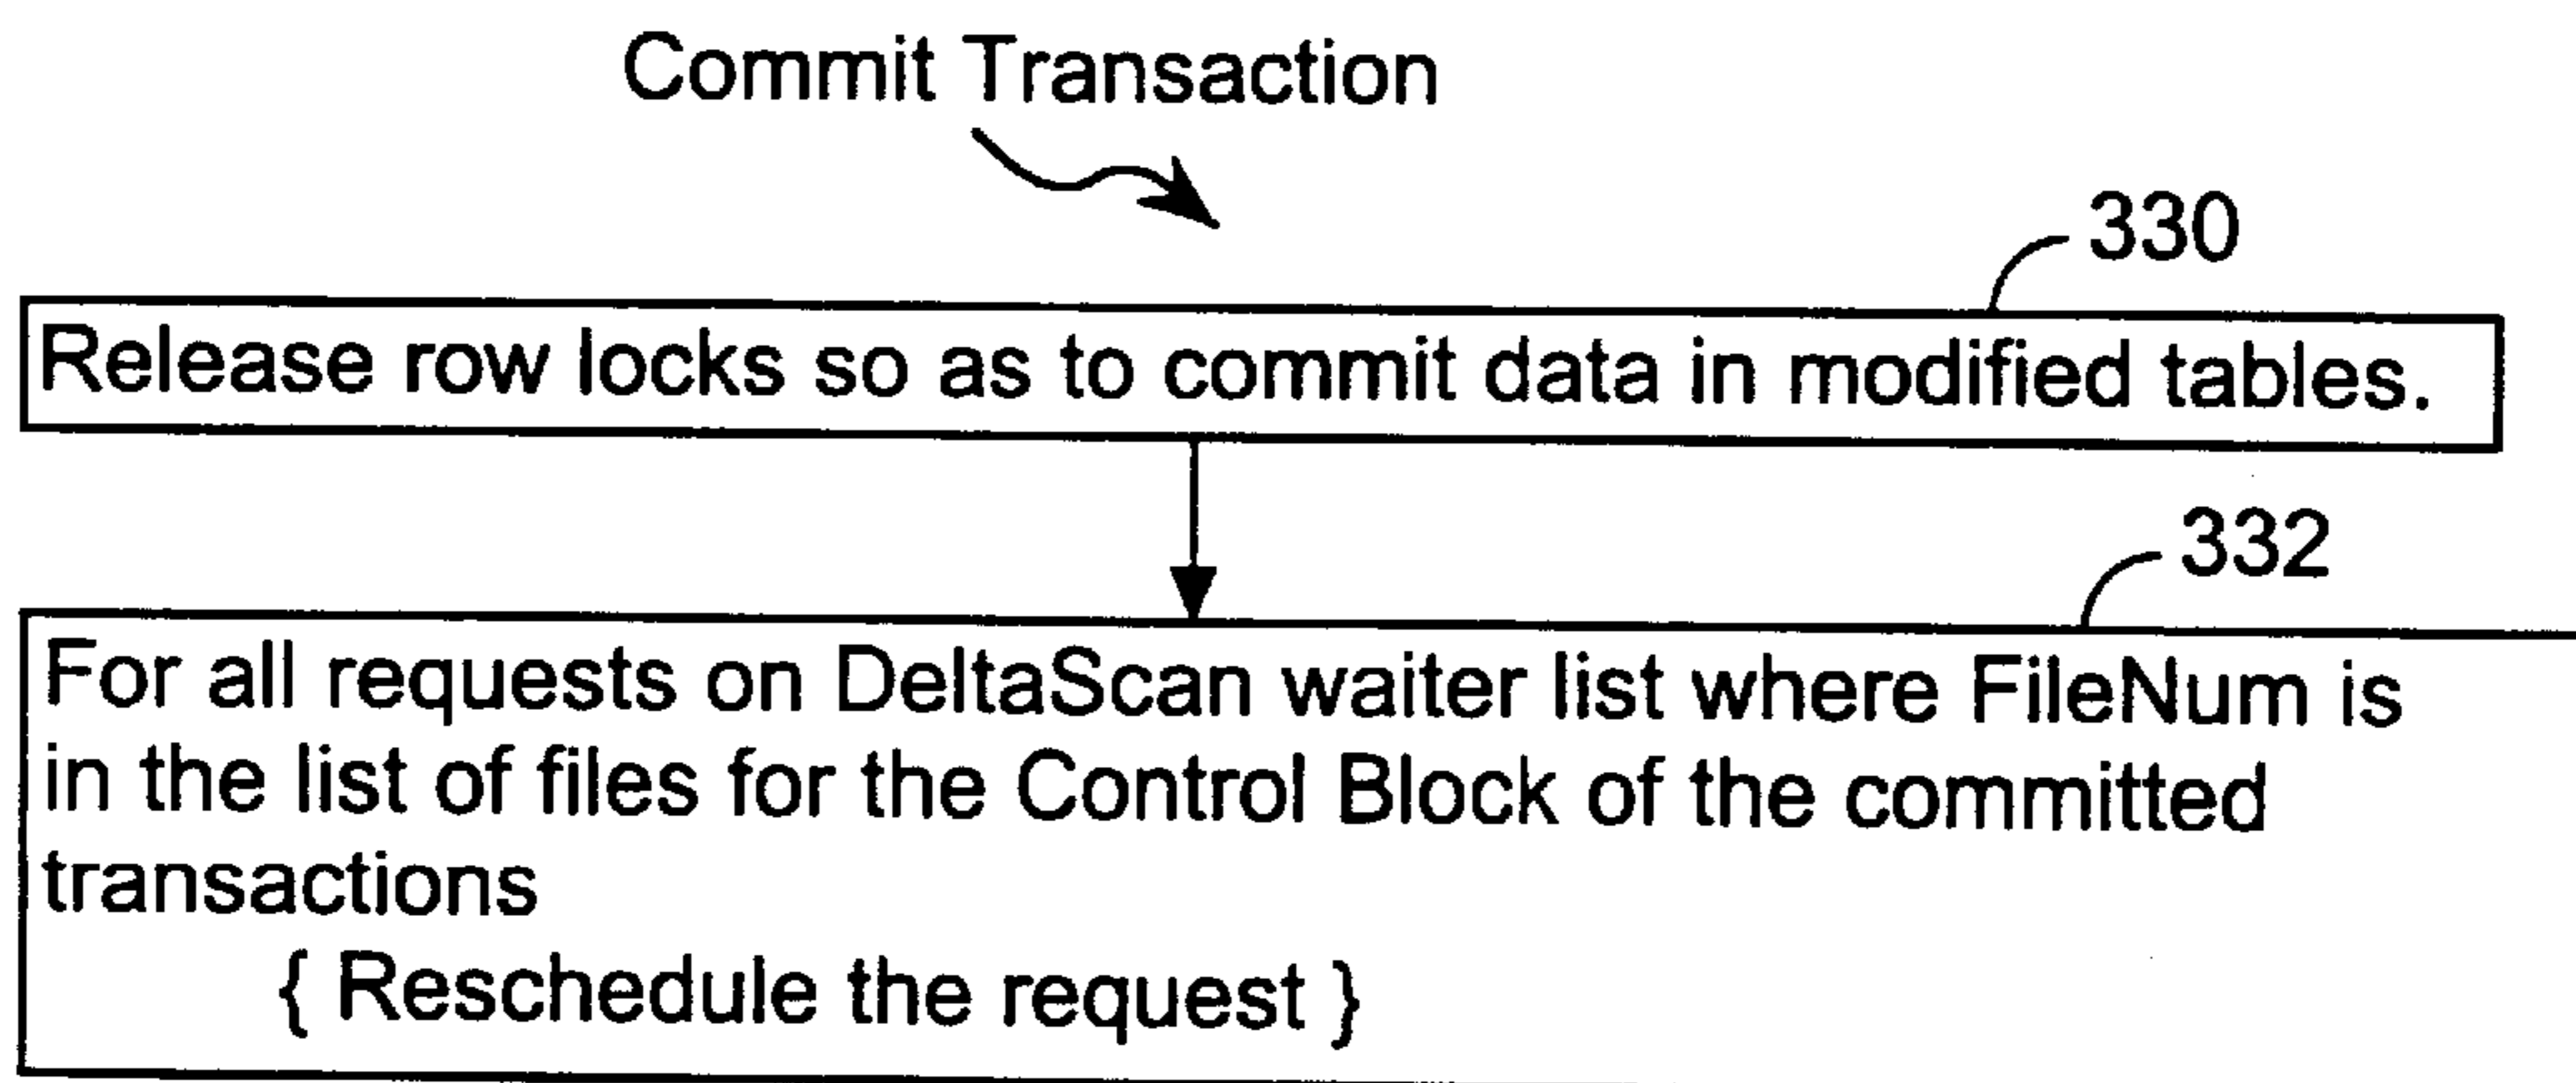 Commit Transaction
330
Release row locks so as to commit data in modified tables.
332
For all requests on DeltaScan waiter list where FileNum is
in the list of files for the Control Block of the committed
transactions
{ Reschedule the request }